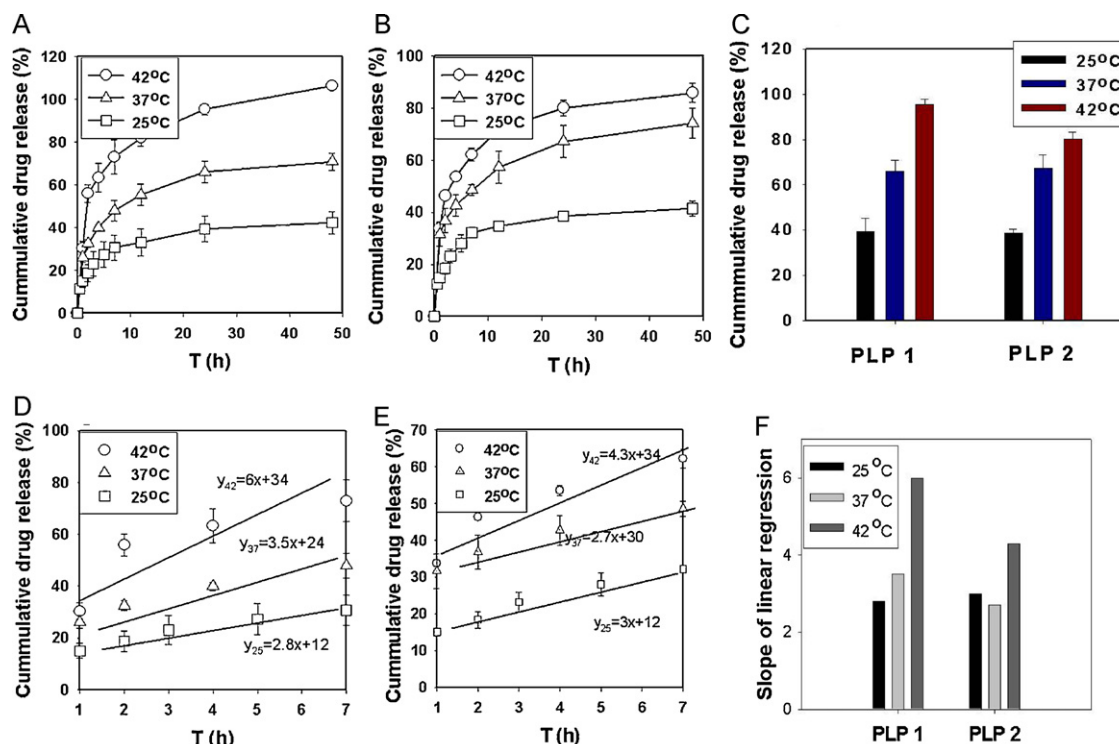 A
Cummulative drug release (%)
120
100
80
60
40
20
0
42°C
37°C
25°C
0 10 20 30 40 50
T (h)
B
Cummulative drug release (%)
100
80
60
40
20
0
42°C
37°C
25°C
0 10 20 30 40 50
T (h)
C
Cummmulative drug release (%)
120
100
80
60
40
20
0
25°C
37°C
42°C
PLP 1 PLP 2
D
Cummulative drug release (%)
100
80
60
40
20
0
42°C
37°C
25°C
y42=6x+34
y37=3.5x+24
y25=2.8x+12
1 2 3 4 5 6 7
T (h)
E
Cummulative drug release (%)
70
60
50
40
30
20
10
0
42°C
37°C
25°C
y42=4.3x+34
y37=2.7x+30
y25=3x+12
1 2 3 4 5 6 7
T (h)
F
Slope of linear regression
6
4
2
0
25 °C
37 °C
42 °C
PLP 1 PLP 2